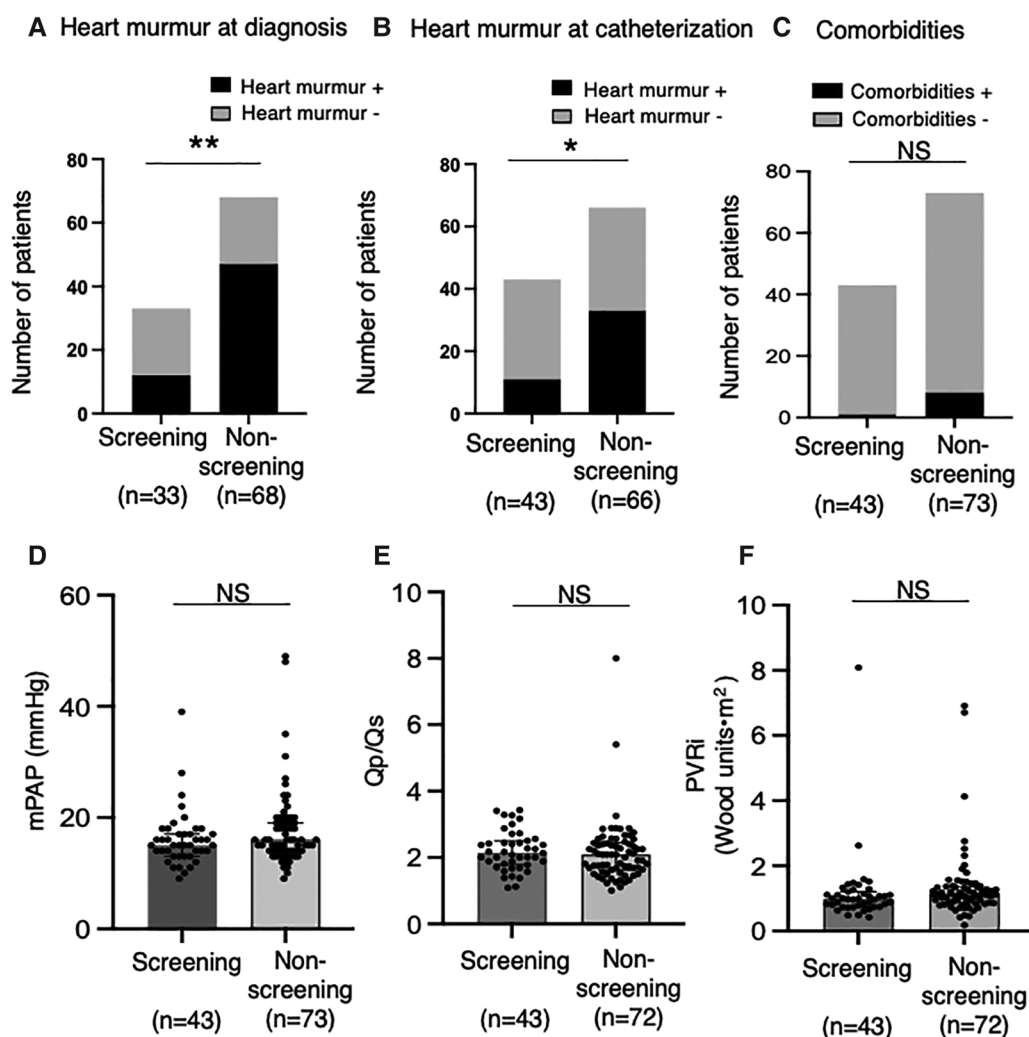 A Heart murmur at diagnosis
Heart murmur +
Heart murmur -
**
Number of patients
80
60
40
20
0
Screening
Non-
screening
(n=33)
(n=68)
B Heart murmur at catheterization
Heart murmur +
Heart murmur -
*
Number of patients
80
60
40
20
0
Screening
Non-
screening
(n=43)
(n=66)
C Comorbidities
Comorbidities +
Comorbidities -
NS
Number of patients
80
60
40
20
0
Screening
Non-
screening
(n=43)
(n=73)
D
NS
mPAP (mmHg)
60
40
20
0
Screening
Non-
screening
(n=43)
(n=73)
E
NS
Qp/Qs
10
8
6
4
2
0
Screening
Non-
screening
(n=43)
(n=72)
F
NS
PVRi
(Wood units•m²)
10
8
6
4
2
0
Screening
Non-
screening
(n=43)
(n=72)